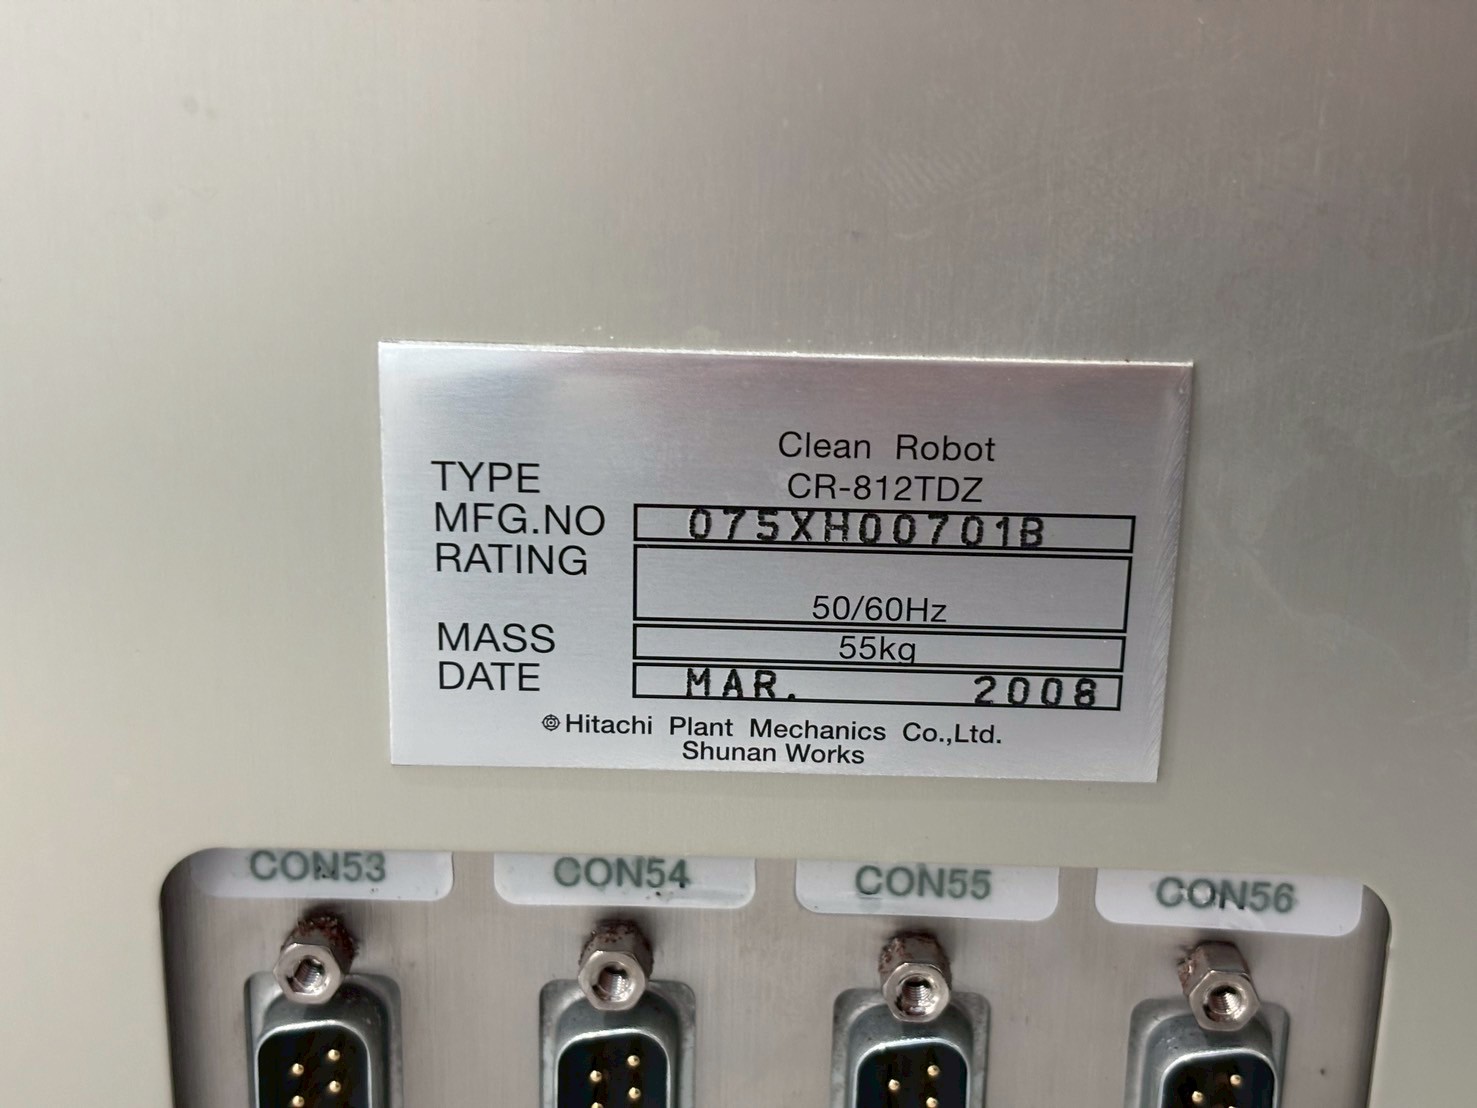 Clean Robot
TYPE CR-812TDZ
MFG.NO 075XH00701B
RATING
50/60Hz
MASS 55kg
DATE MAR. 2008
Hitachi Plant Mechanics Co.,Ltd.
Shunan Works
CON53 CON54 CON55 CON56